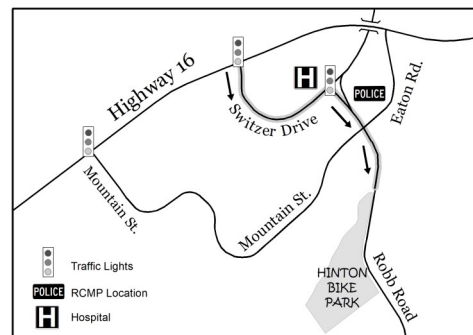 Highway 16
H
POLICE
Eaton Rd.
Switzer Drive
Mountain St.
Mountain St.
HINTON
BIKE
PARK
Robb Road
Traffic Lights
POLICE
RCMP Location
H
Hospital